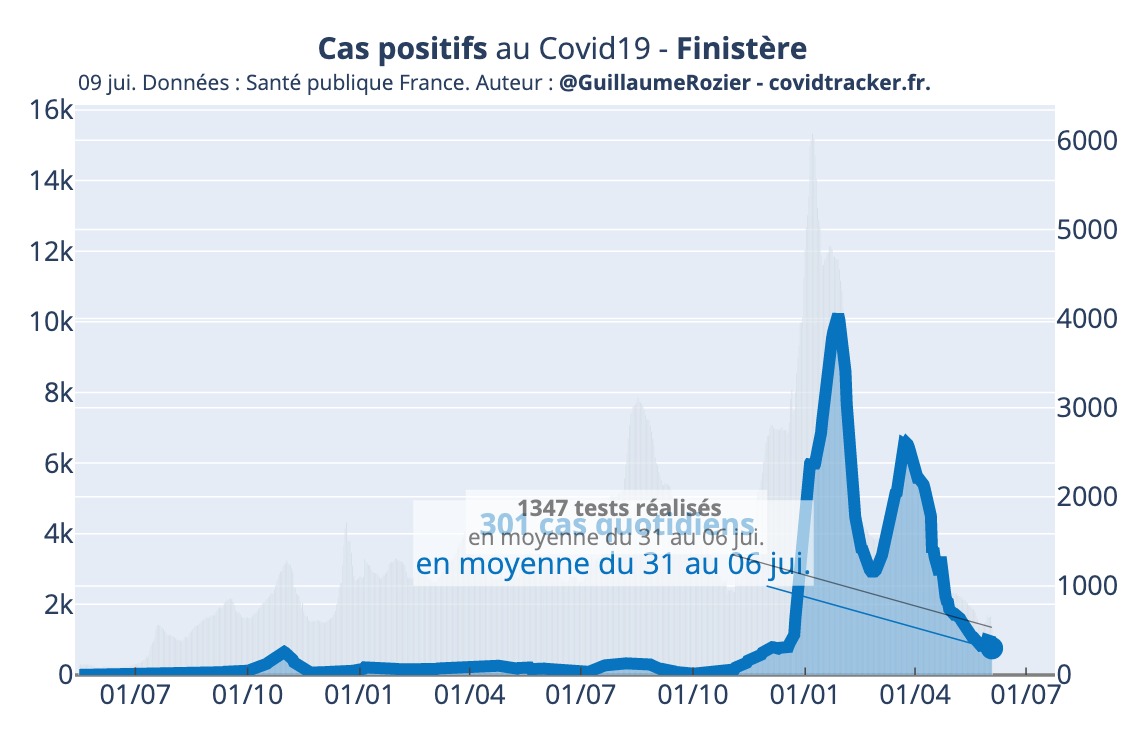 Cas positifs au Covid19 - Finistère
09 jui. Données : Santé publique France. Auteur : @GuillaumeRozier - covidtracker.fr.
16k
14k
12k
10k
8k
6k
4k
2k
0
6000
5000
4000
3000
2000
1000
0
1347 tests réalisés
301 cas quotidiens
en moyenne du 31 au 06 jui.
en moyenne du 31 au 06 jui.
01/07 01/10 01/01 01/04 01/07 01/10 01/01 01/04 01/07